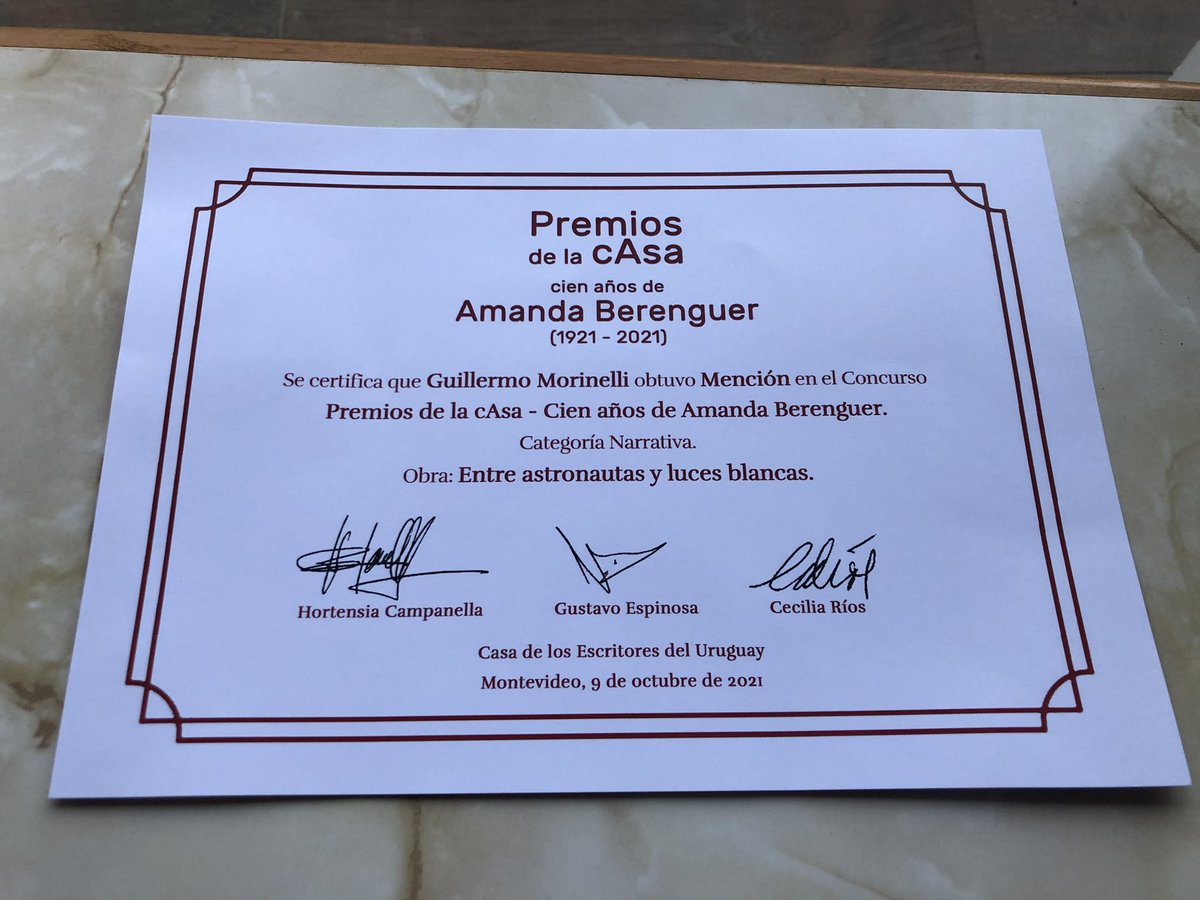 Premios
de la cAsa
cien años de
Amanda Berenguer
(1921 - 2021)
Se certifica que Guillermo Morinelli obtuvo Mención en el Concurso
Premios de la cAsa - Cien años de Amanda Berenguer.
Categoría Narrativa.
Obra: Entre astronautas y luces blancas.
Hortensia Campanella
Gustavo Espinosa
Cecilia Ríos
Casa de los Escritores del Uruguay
Montevideo, 9 de octubre de 2021